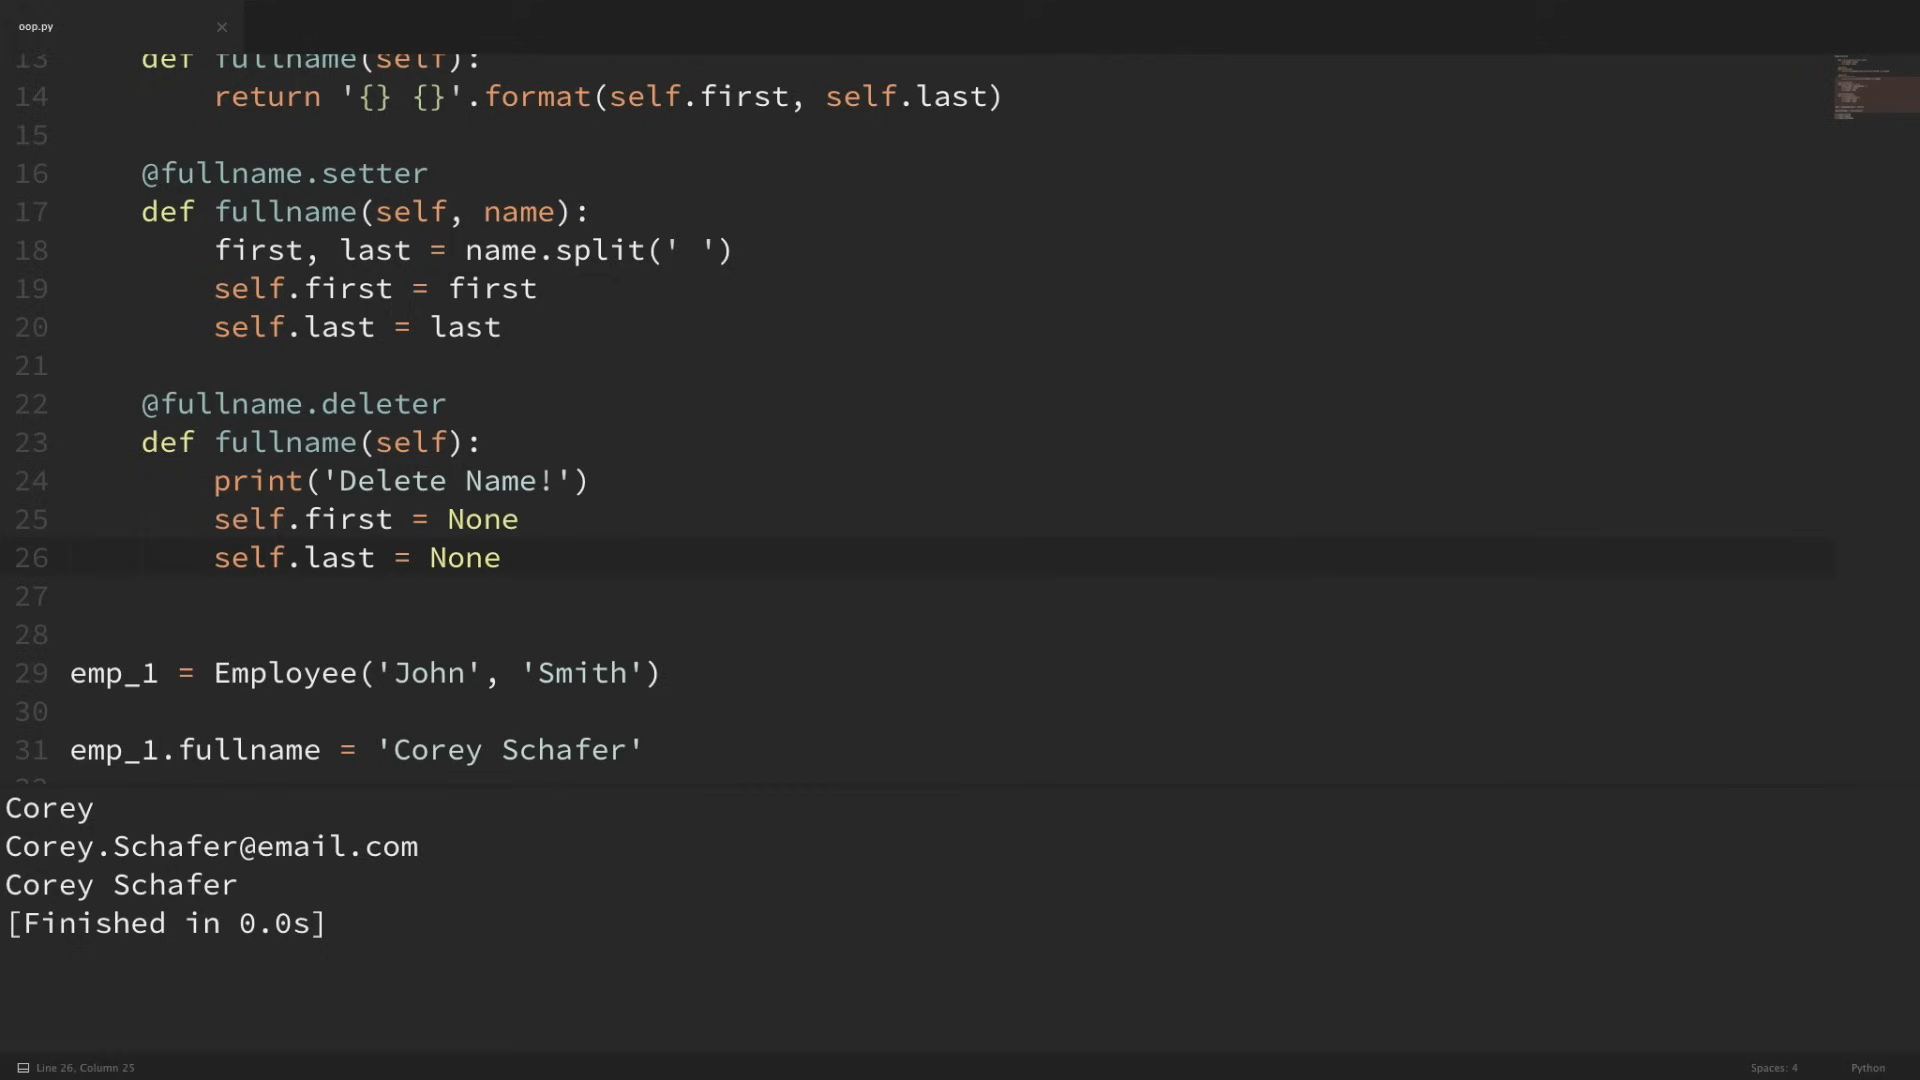 oop.py
13 def fullname(self):
14 return '{} {}'.format(self.first, self.last)
15
16 @fullname.setter
17 def fullname(self, name):
18 first, last = name.split(' ')
19 self.first = first
20 self.last = last
21
22 @fullname.deleter
23 def fullname(self):
24 print('Delete Name!')
25 self.first = None
26 self.last = None
27
28
29 emp_1 = Employee('John', 'Smith')
30
31 emp_1.fullname = 'Corey Schafer'
Corey
Corey.Schafer@email.com
Corey Schafer
[Finished in 0.0s]
Line 26, Column 25
Spaces: 4
Python